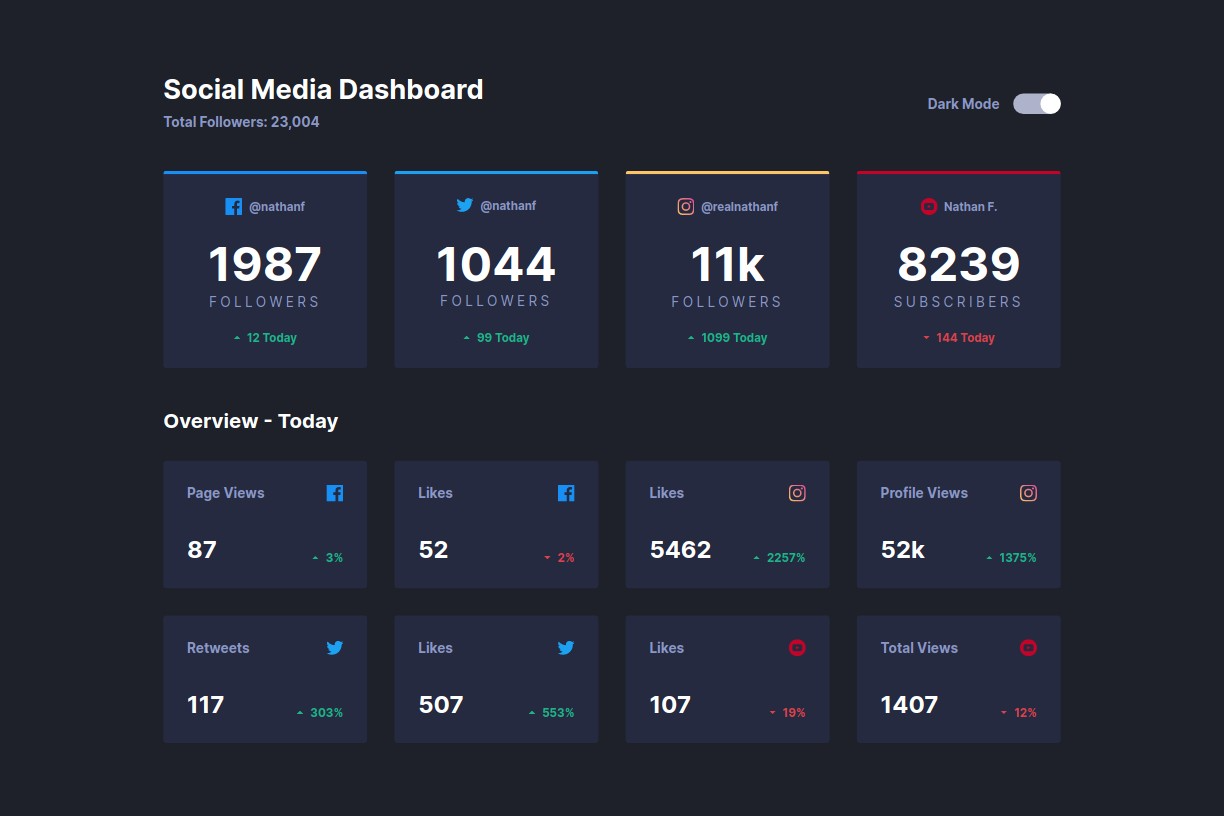 Social Media Dashboard
Total Followers: 23,004
Dark Mode
@nathanf
1987
FOLLOWERS
12 Today
@nathanf
1044
FOLLOWERS
99 Today
@realnathanf
11k
FOLLOWERS
1099 Today
Nathan F.
8239
SUBSCRIBERS
144 Today
Overview - Today
Page Views
87
3%
Likes
52
2%
Likes
5462
2257%
Profile Views
52k
1375%
Retweets
117
303%
Likes
507
553%
Likes
107
19%
Total Views
1407
12%